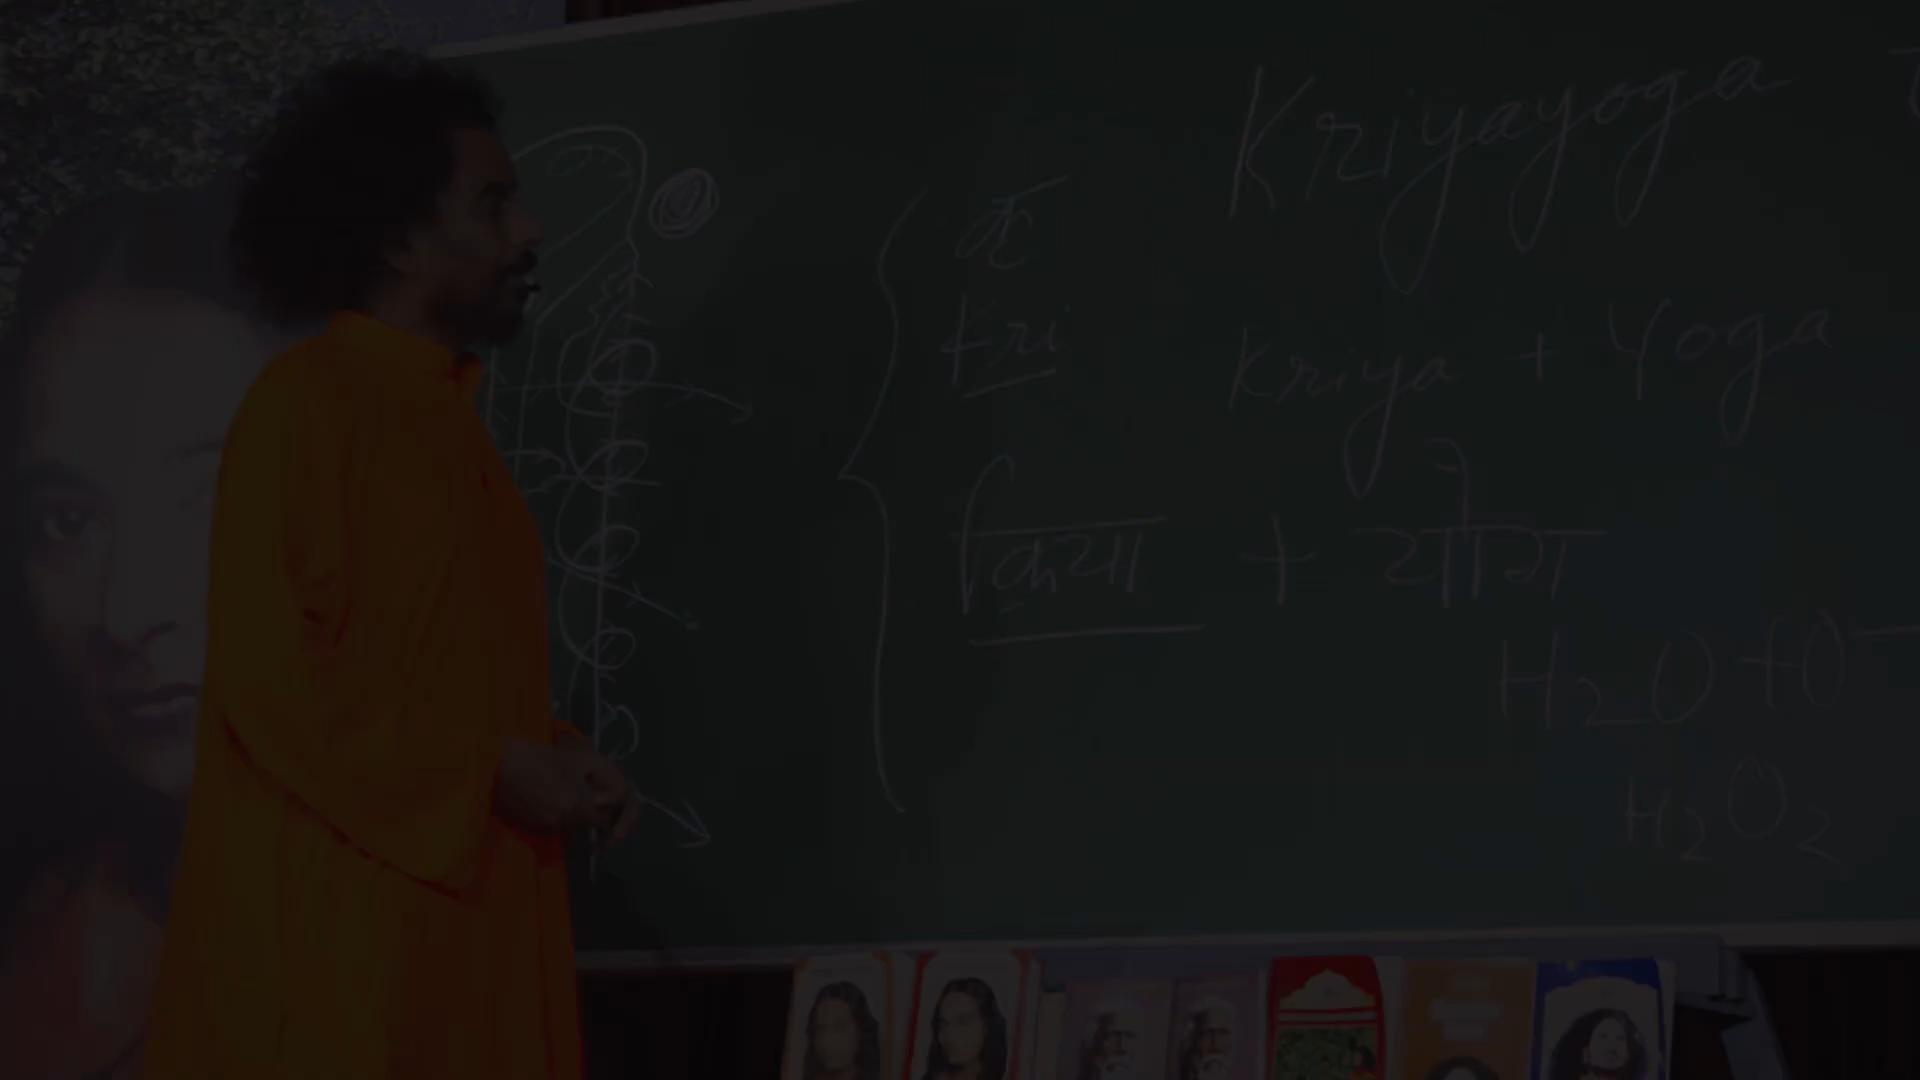 Kriyayoga
कृ
Kri
Kriya + Yoga
क्रिया + योग
H₂O + O
H₂O₂